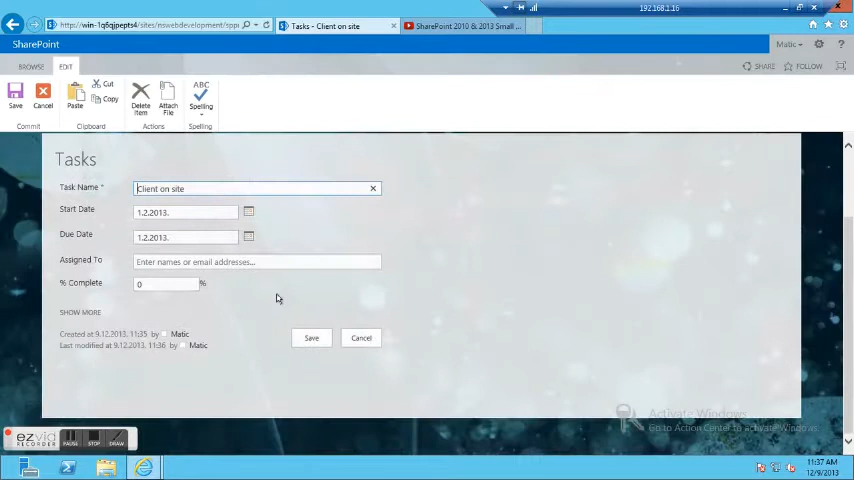 192.168.1.16
http://win-1q6qjpepts4/sites/nswebdevelopment/sppr
Tasks - Client on site
SharePoint 2010 & 2013 Small ...
SharePoint
Matic
BROWSE
EDIT
SHARE
FOLLOW
Save
Cancel
Paste
Cut
Copy
Delete
Item
Attach
File
ABC
Spelling
Commit
Clipboard
Actions
Spelling
Tasks
Task Name *
Client on site
Start Date
1.2.2013.
Due Date
1.2.2013.
Assigned To
Enter names or email addresses...
% Complete
0
%
SHOW MORE
Created at 9.12.2013. 11:35 by Matic
Last modified at 9.12.2013. 11:36 by Matic
Save
Cancel
Activate Windows
Go to Action Center to activate Windows.
ezvid
RECORDER
PAUSE
STOP
DRAW
11:37 AM
12/9/2013